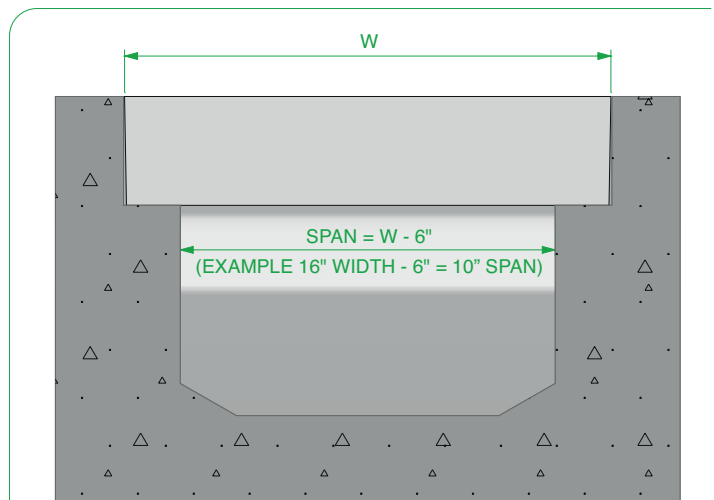 W
SPAN = W - 6"
(EXAMPLE 16" WIDTH - 6" = 10” SPAN)